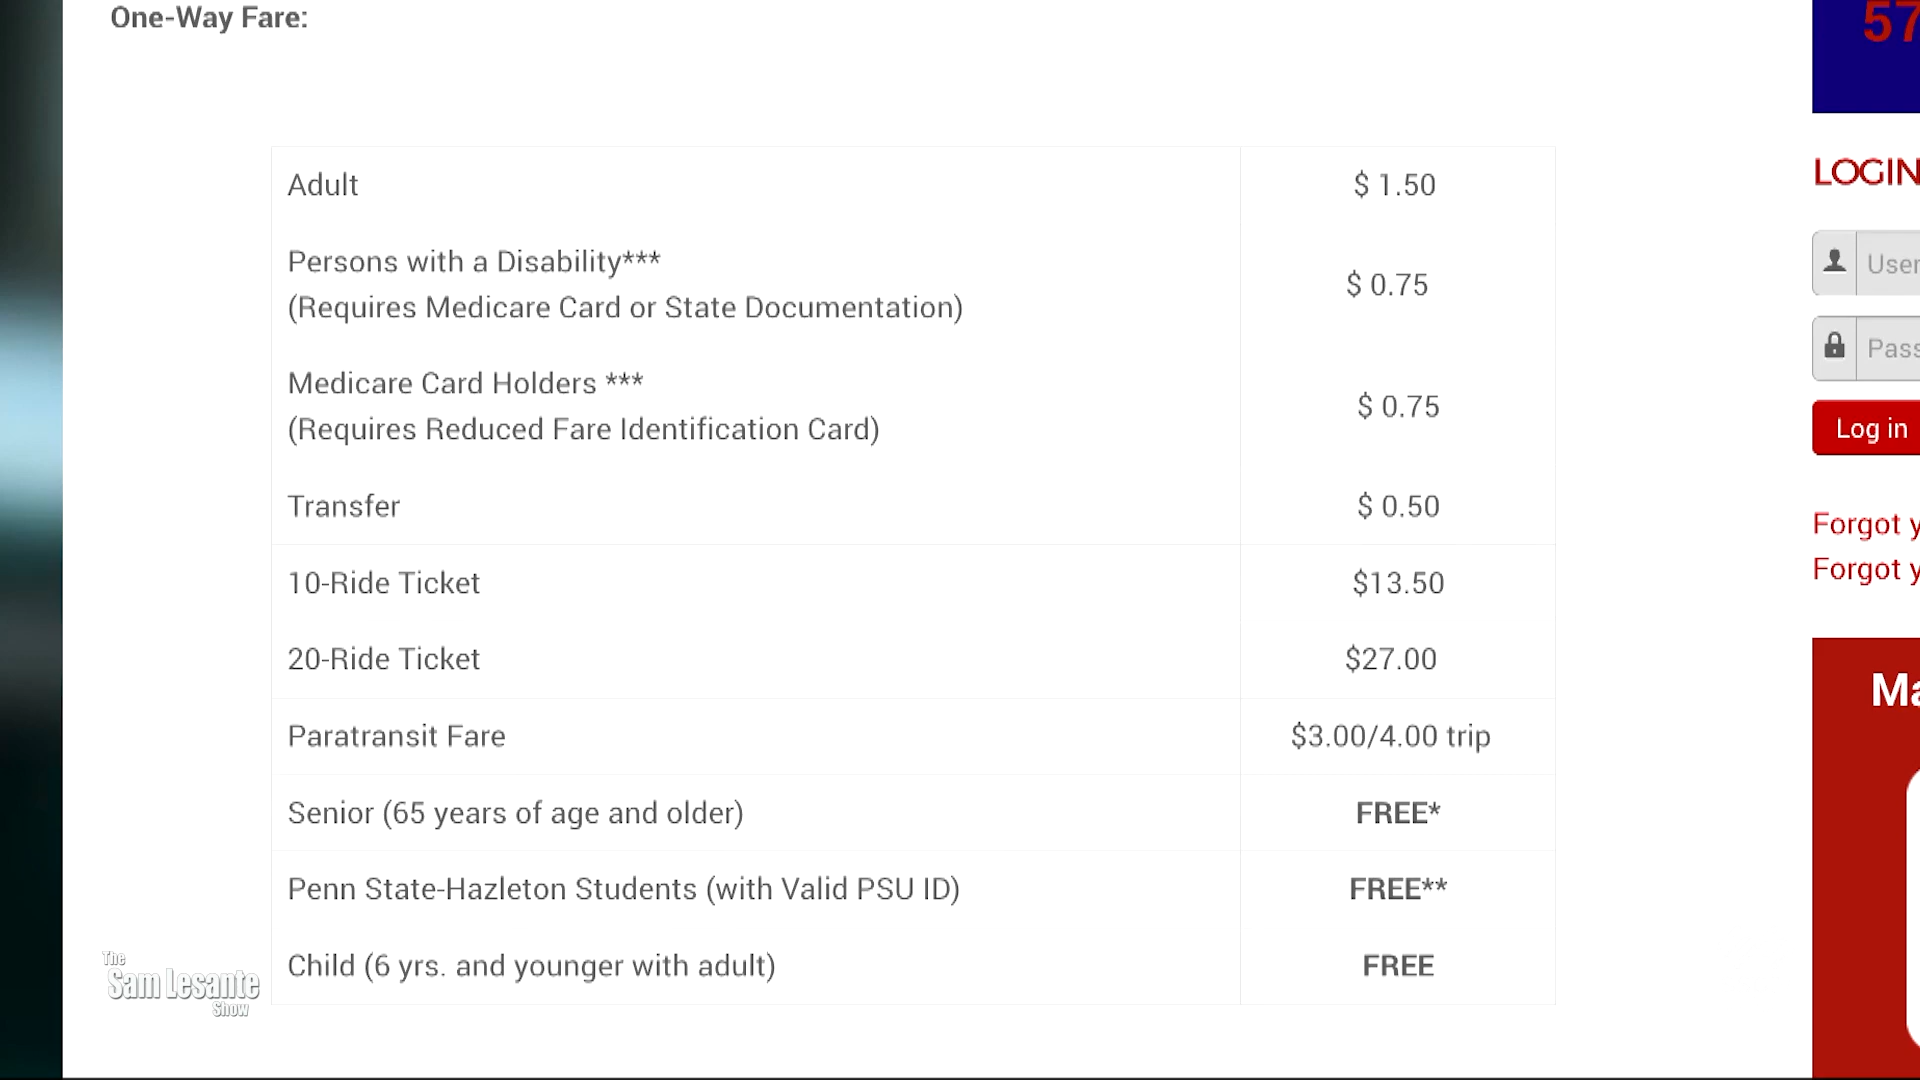 One-Way Fare:
57
Adult $ 1.50
LOGIN
Persons with a Disability***
(Requires Medicare Card or State Documentation) $ 0.75
User
Pass
Medicare Card Holders ***
(Requires Reduced Fare Identification Card) $ 0.75
Log in
Transfer $ 0.50
Forgot y
Forgot y
10-Ride Ticket $13.50
20-Ride Ticket $27.00
Ma
Paratransit Fare $3.00/4.00 trip
Senior (65 years of age and older) FREE*
Penn State-Hazleton Students (with Valid PSU ID) FREE**
Child (6 yrs. and younger with adult) FREE
The
Sam Lesante
Show